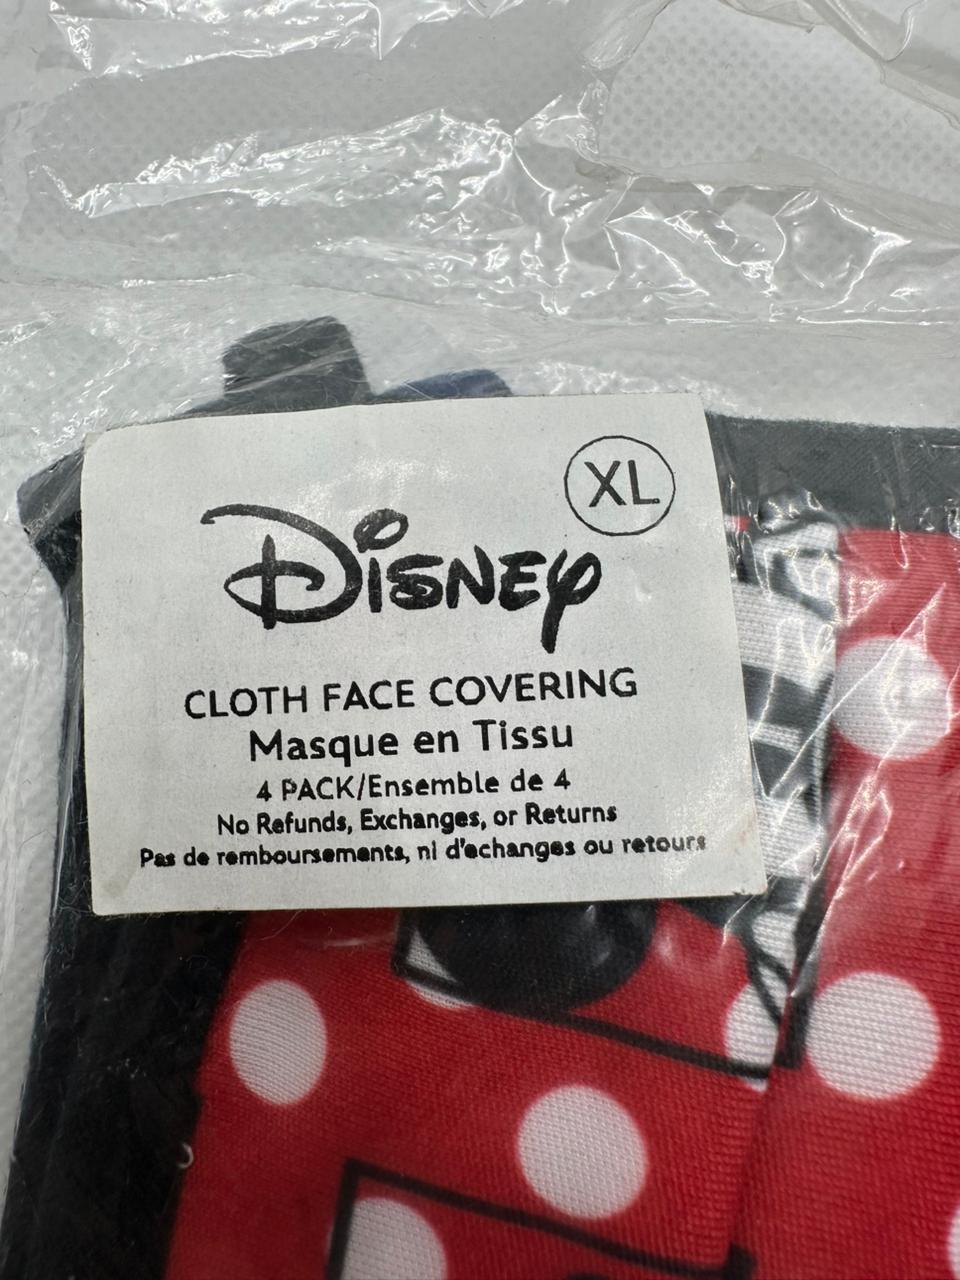 XL
Disney
CLOTH FACE COVERING
Masque en Tissu
4 PACK/Ensemble de 4
No Refunds, Exchanges, or Returns
Pas de remboursements, ni d'echanges ou retours